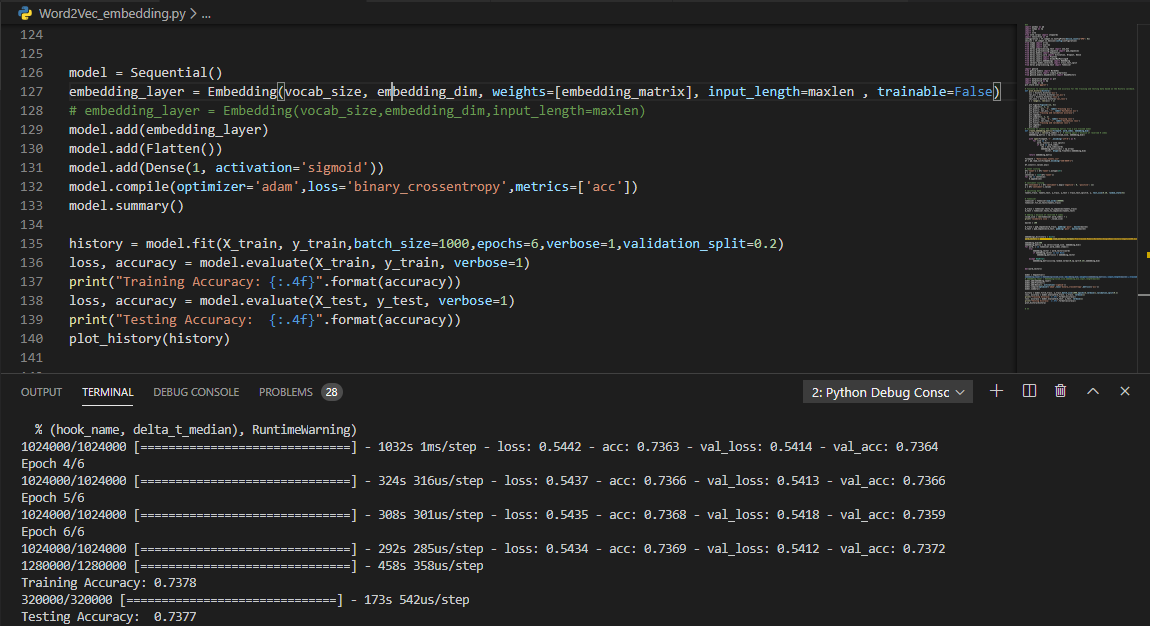 Word2Vec_embedding.py > ...
124
125
126 model = Sequential()
127 embedding_layer = Embedding(vocab_size, embedding_dim, weights=[embedding_matrix], input_length=maxlen , trainable=False)
128 # embedding_layer = Embedding(vocab_size,embedding_dim,input_length=maxlen)
129 model.add(embedding_layer)
130 model.add(Flatten())
131 model.add(Dense(1, activation='sigmoid'))
132 model.compile(optimizer='adam',loss='binary_crossentropy',metrics=['acc'])
133 model.summary()
134
135 history = model.fit(X_train, y_train,batch_size=1000,epochs=6,verbose=1,validation_split=0.2)
136 loss, accuracy = model.evaluate(X_train, y_train, verbose=1)
137 print("Training Accuracy: {:.4f}".format(accuracy))
138 loss, accuracy = model.evaluate(X_test, y_test, verbose=1)
139 print("Testing Accuracy:  {:.4f}".format(accuracy))
140 plot_history(history)
141
OUTPUT TERMINAL DEBUG CONSOLE PROBLEMS 28 2: Python Debug Consc
% (hook_name, delta_t_median), RuntimeWarning)
1024000/1024000 [==============================] - 1032s 1ms/step - loss: 0.5442 - acc: 0.7363 - val_loss: 0.5414 - val_acc: 0.7364
Epoch 4/6
1024000/1024000 [==============================] - 324s 316us/step - loss: 0.5437 - acc: 0.7366 - val_loss: 0.5413 - val_acc: 0.7366
Epoch 5/6
1024000/1024000 [==============================] - 308s 301us/step - loss: 0.5435 - acc: 0.7368 - val_loss: 0.5418 - val_acc: 0.7359
Epoch 6/6
1024000/1024000 [==============================] - 292s 285us/step - loss: 0.5434 - acc: 0.7369 - val_loss: 0.5412 - val_acc: 0.7372
1280000/1280000 [==============================] - 458s 358us/step
Training Accuracy: 0.7378
320000/320000 [==============================] - 173s 542us/step
Testing Accuracy:  0.7377